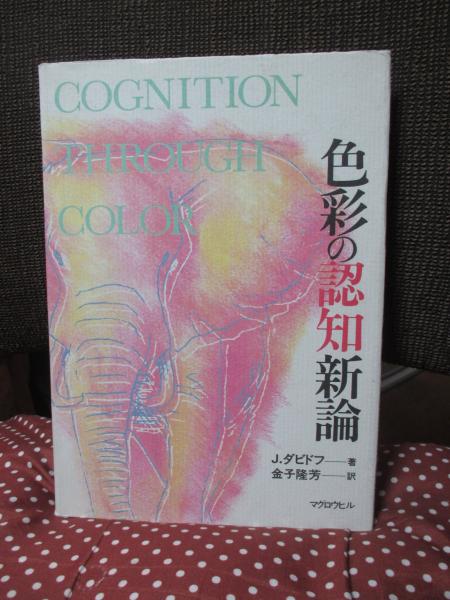 COGNITION
THROUGH
COLOR
色彩の認知新論
J.ダビドフ──著
金子隆芳──訳
マグロウヒル